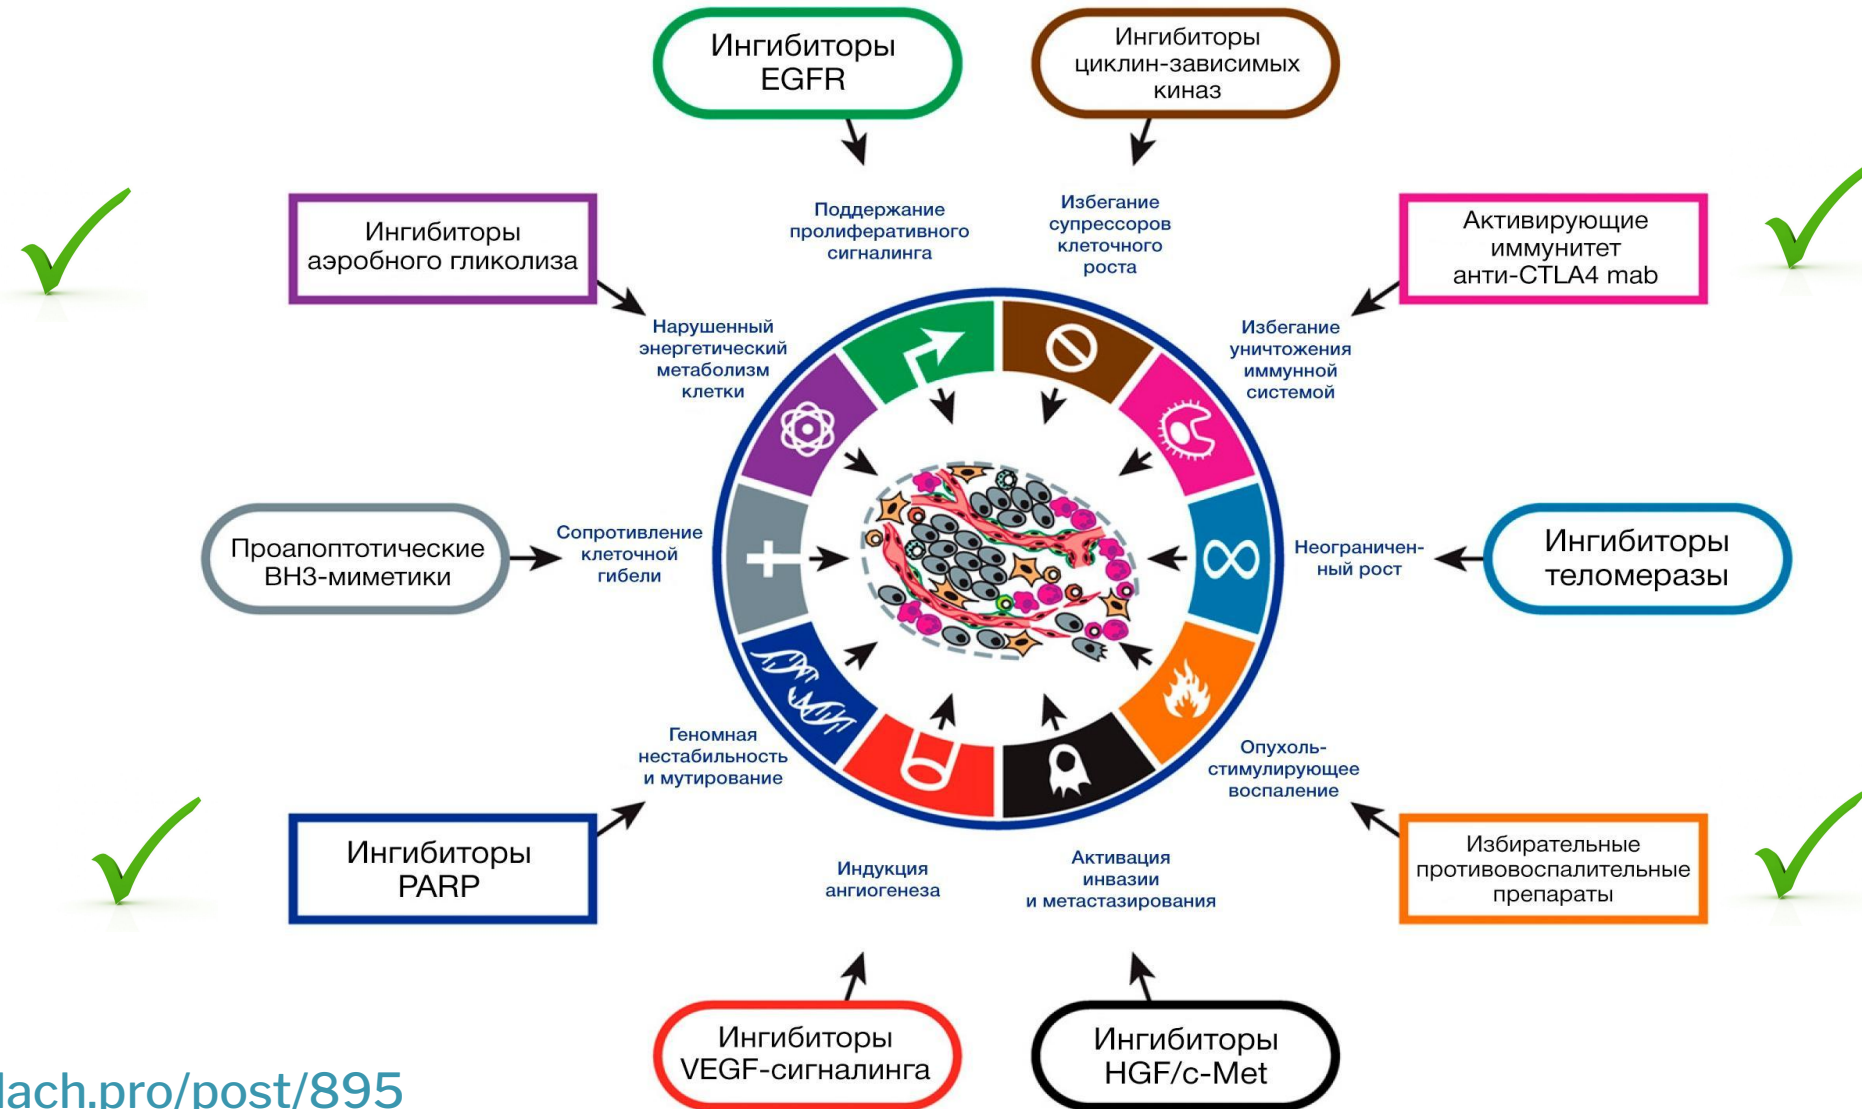 Ингибиторы
EGFR
Ингибиторы
циклин-зависимых
киназ
Ингибиторы
аэробного гликолиза
Поддержание
пролиферативного
сигналинга
Избегание
супрессоров
клеточного
роста
Активирующие
иммунитет
анти-CTLA4 mab
Нарушенный
энергетический
метаболизм
клетки
Избегание
уничтожения
иммунной
системой
Проапоптотические
BH3-миметики
Сопротивление
клеточной
гибели
Неограничен-
ный рост
Ингибиторы
теломеразы
Геномная
нестабильность
и мутирование
Опухоль-
стимулирующее
воспаление
Ингибиторы
PARP
Индукция
ангиогенеза
Активация
инвазии
и метастазирования
Избирательные
противовоспалительные
препараты
Ингибиторы
VEGF-сигналинга
Ингибиторы
HGF/c-Met
lach.pro/post/895